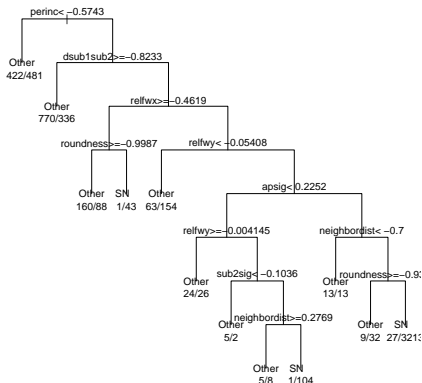 perinc< −0.5743
Other
422/481
dsub1sub2>=−0.8233
Other
770/336
relfwx>=−0.4619
roundness>=−0.9987
relfwy< −0.05408
Other
160/88
SN
1/43
Other
63/154
apsig< 0.2252
relfwy>=−0.004145
neighbordist< −0.7
Other
24/26
sub2sig< −0.1036
Other
13/13
roundness>=−0.93
Other
5/2
neighbordist>=0.2769
Other
9/32
SN
27/3213
Other
5/8
SN
1/104